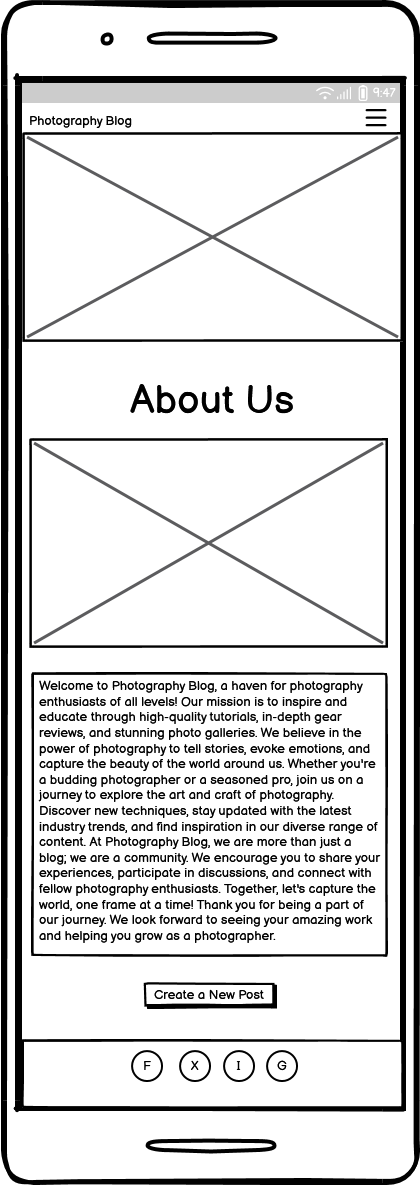 9:47
Photography Blog
About Us
Welcome to Photography Blog, a haven for photography
enthusiasts of all levels! Our mission is to inspire and
educate through high-quality tutorials, in-depth gear
reviews, and stunning photo galleries. We believe in the
power of photography to tell stories, evoke emotions, and
capture the beauty of the world around us. Whether you're
a budding photographer or a seasoned pro, join us on a
journey to explore the art and craft of photography.
Discover new techniques, stay updated with the latest
industry trends, and find inspiration in our diverse range of
content. At Photography Blog, we are more than just a
blog; we are a community. We encourage you to share your
experiences, participate in discussions, and connect with
fellow photography enthusiasts. Together, let's capture the
world, one frame at a time! Thank you for being a part of
our journey. We look forward to seeing your amazing work
and helping you grow as a photographer.
Create a New Post
F X I G